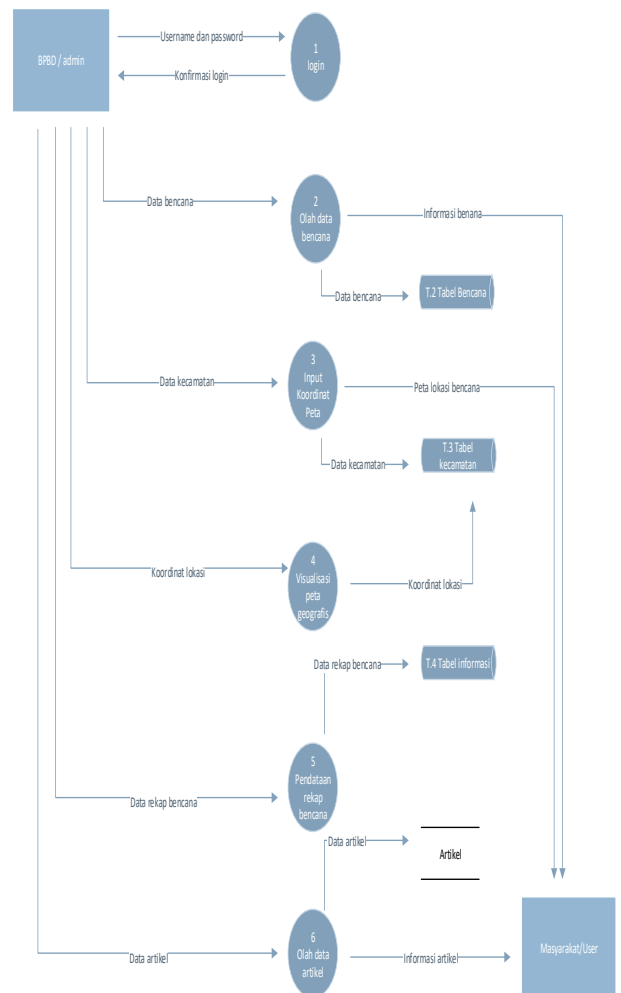 BPBD / admin
Username dan password
1
login
Konfirmasi login
Data bencana
2
Olah data
bencana
Informasi benana
Data bencana
T.2 Tabel Bencana
Data kecamatan
3
Input
Koordinat
Peta
Peta lokasi bencana
Data kecamatan
T.3 Tabel
kecamatan
Koordinat lokasi
4
Visualisasi
peta
geografis
Koordinat lokasi
Data rekap bencana
T.4 Tabel informasi
Data rekap bencana
5
Pendataan
rekap
bencana
Data artikel
Artikel
Data artikel
6
Olah data
artikel
Informasi artikel
Masyarakat/User